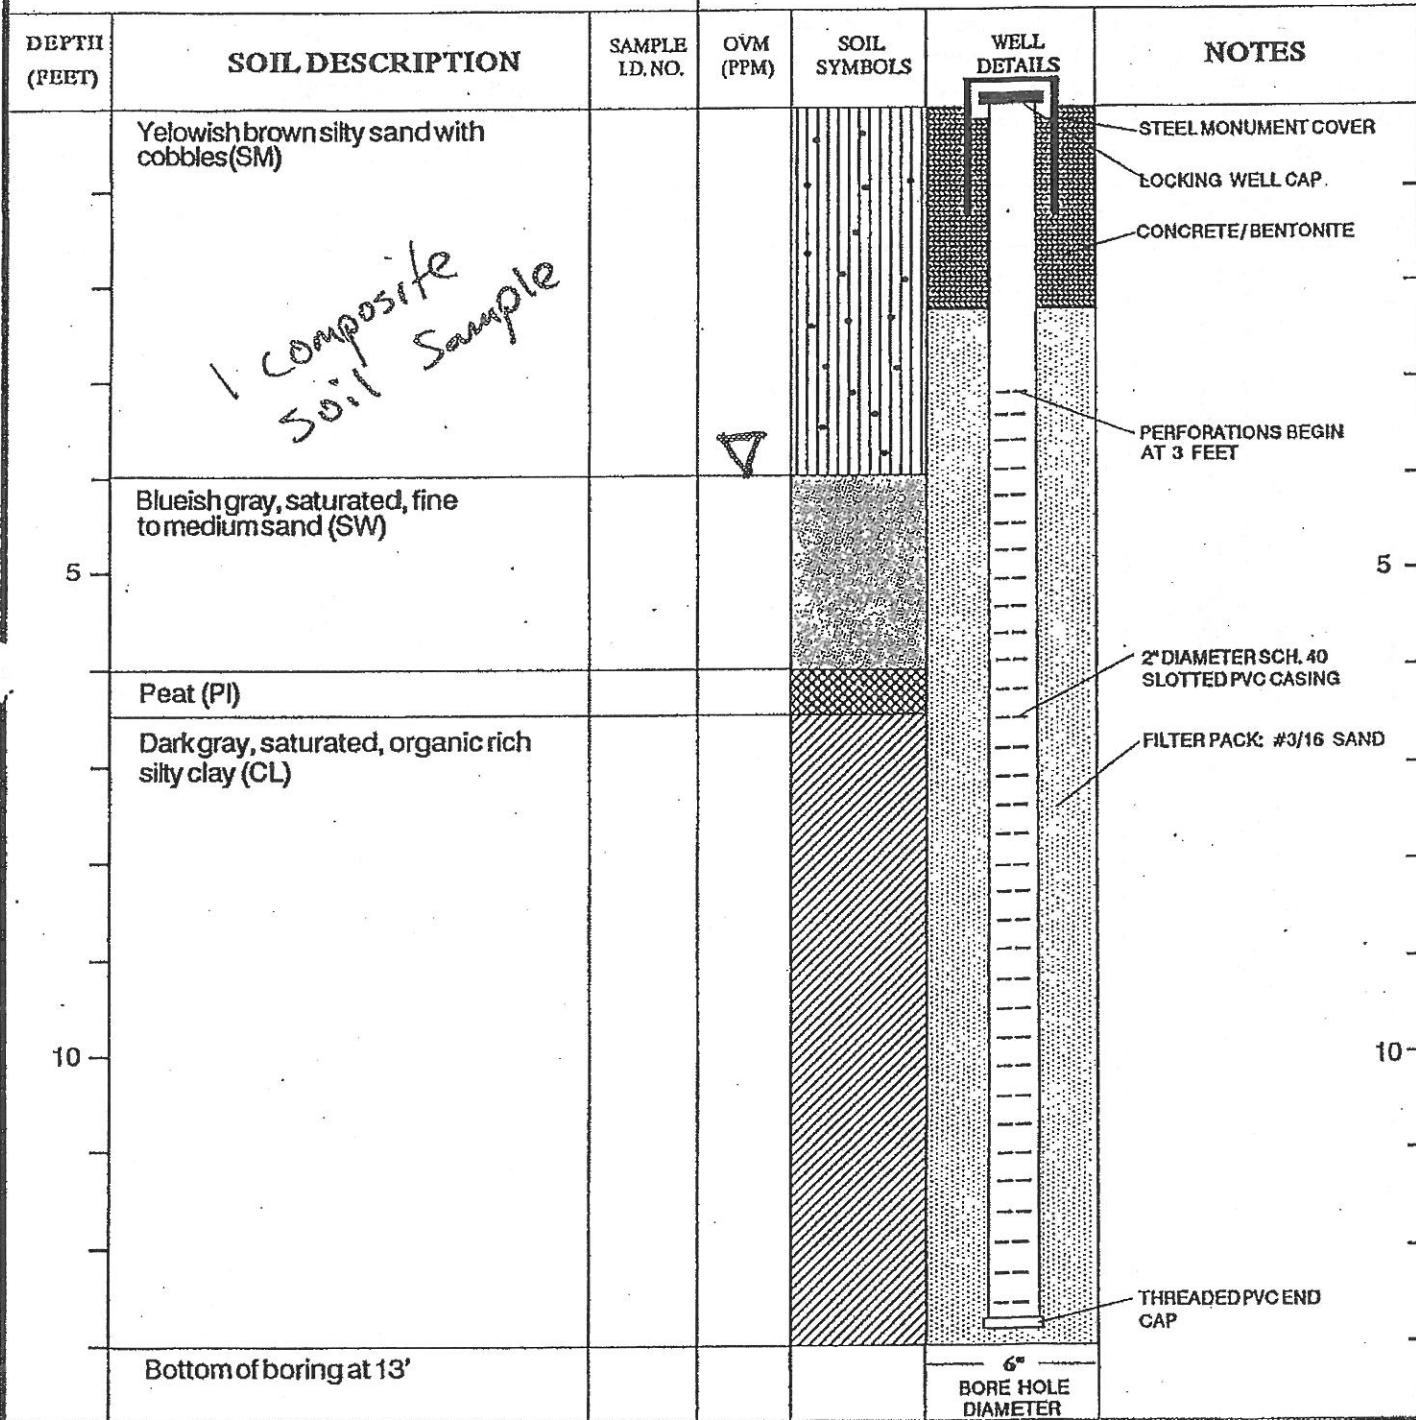 DEPTH
(FEET)
SOIL DESCRIPTION
SAMPLE
I.D. NO.
OVM
(PPM)
SOIL
SYMBOLS
WELL
DETAILS
NOTES
Yelowish brown silty sand with
cobbles (SM)
1 composite
soil sample
STEEL MONUMENT COVER
LOCKING WELL CAP.
CONCRETE/BENTONITE
PERFORATIONS BEGIN
AT 3 FEET
Blueish gray, saturated, fine
to medium sand (SW)
5
5
2" DIAMETER SCH. 40
SLOTTED PVC CASING
Peat (Pl)
Dark gray, saturated, organic rich
silty clay (CL)
FILTER PACK: #3/16 SAND
10
10
THREADED PVC END
CAP
Bottom of boring at 13'
6"
BORE HOLE
DIAMETER